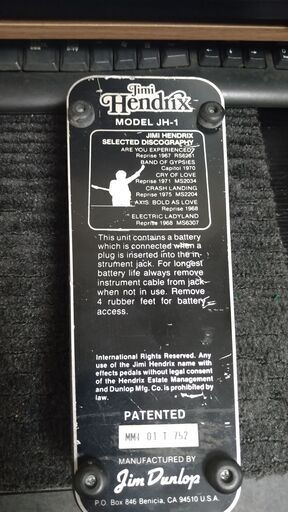 Jimi
Hendrix
MODEL JH-1
JIMI HENDRIX
SELECTED DISCOGRAPHY
ARE YOU EXPERIENCED?
Reprise 1967 RS6261
BAND OF GYPSIES
Capitol 1970
CRY OF LOVE
Reprise 1971 MS2034
CRASH LANDING
Reprise 1975 MS2204
AXIS: BOLD AS LOVE
Reprise 1968
ELECTRIC LADYLAND
Reprise 1968 MS6307
This unit contains a battery
which is connected when a
plug is inserted into the in-
strument jack. For longest
battery life always remove
instrument cable from jack
when not in use. Remove
4 rubber feet for battery
access.
International Rights Reserved. Any
use of the Jimi Hendrix name with
effects pedals without legal consent
of the Hendrix Estate Management
and Dunlop Mfg. Co. is prohibited by
law.
PATENTED
MM1 01 T 752
MANUFACTURED BY
Jim Dunlop
P.O. Box 846 Benicia, CA 94510 U.S.A.